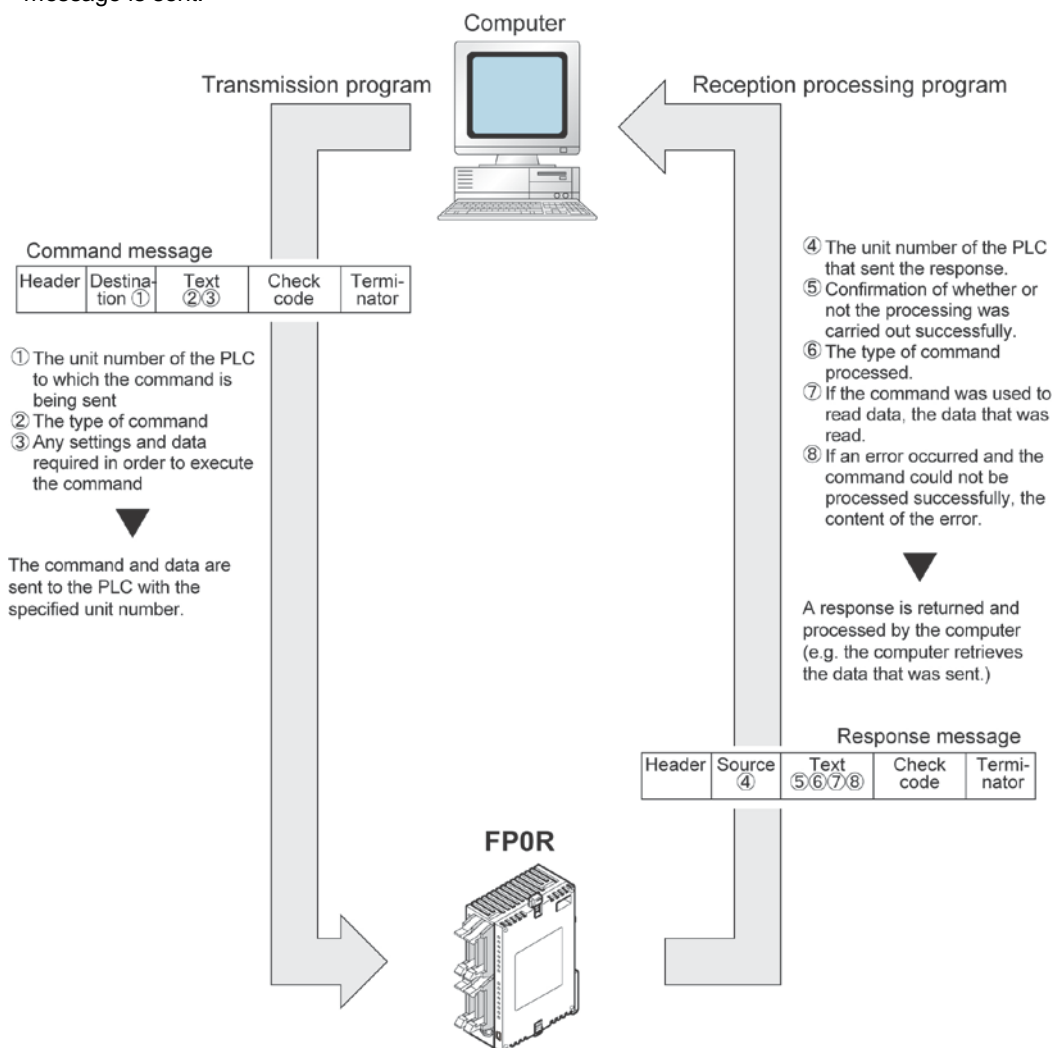 message is sent.
Computer
Transmission program
Reception processing program
Command message
Header Destina- Text Check Termi-
tion ① ②③ code nator
① The unit number of the PLC
to which the command is
being sent
② The type of command
③ Any settings and data
required in order to execute
the command
The command and data are
sent to the PLC with the
specified unit number.
④ The unit number of the PLC
that sent the response.
⑤ Confirmation of whether or
not the processing was
carried out successfully.
⑥ The type of command
processed.
⑦ If the command was used to
read data, the data that was
read.
⑧ If an error occurred and the
command could not be
processed successfully, the
content of the error.
A response is returned and
processed by the computer
(e.g. the computer retrieves
the data that was sent.)
Response message
Header Source Text Check Termi-
④ ⑤⑥⑦⑧ code nator
FP0R